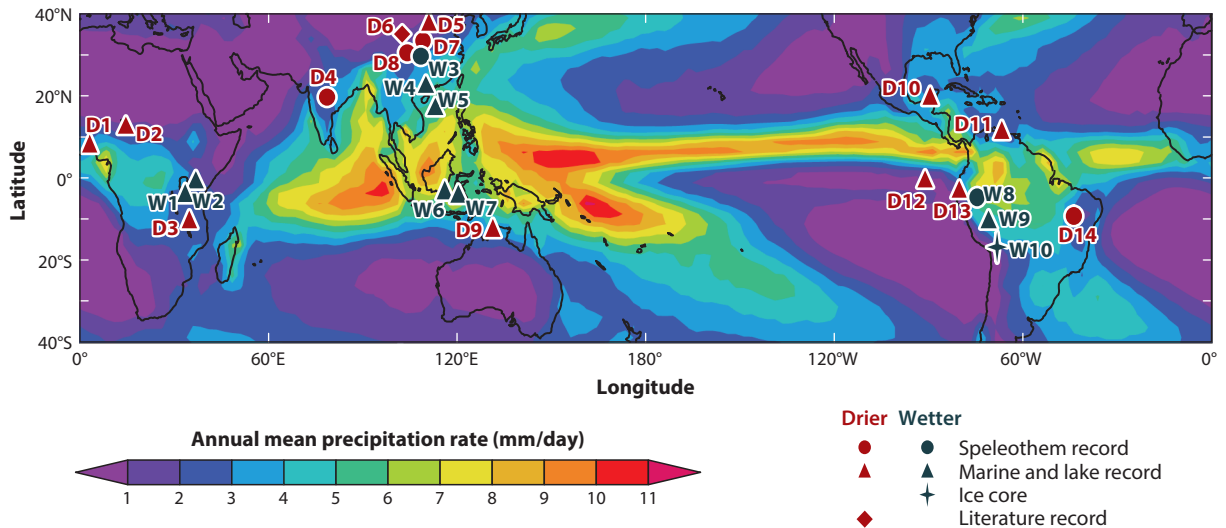 40°N
20°N
0°
20°S
40°S
Latitude
D1
D2
D3
W1
W2
D4
D5
D6
D7
D8
W3
W4
W5
W6
W7
D9
D10
D11
D12
D13
W8
W9
W10
D14
0°
60°E
120°E
180°
120°W
60°W
0°
Longitude
Annual mean precipitation rate (mm/day)
1 2 3 4 5 6 7 8 9 10 11
Drier Wetter
Speleothem record
Marine and lake record
Ice core
Literature record